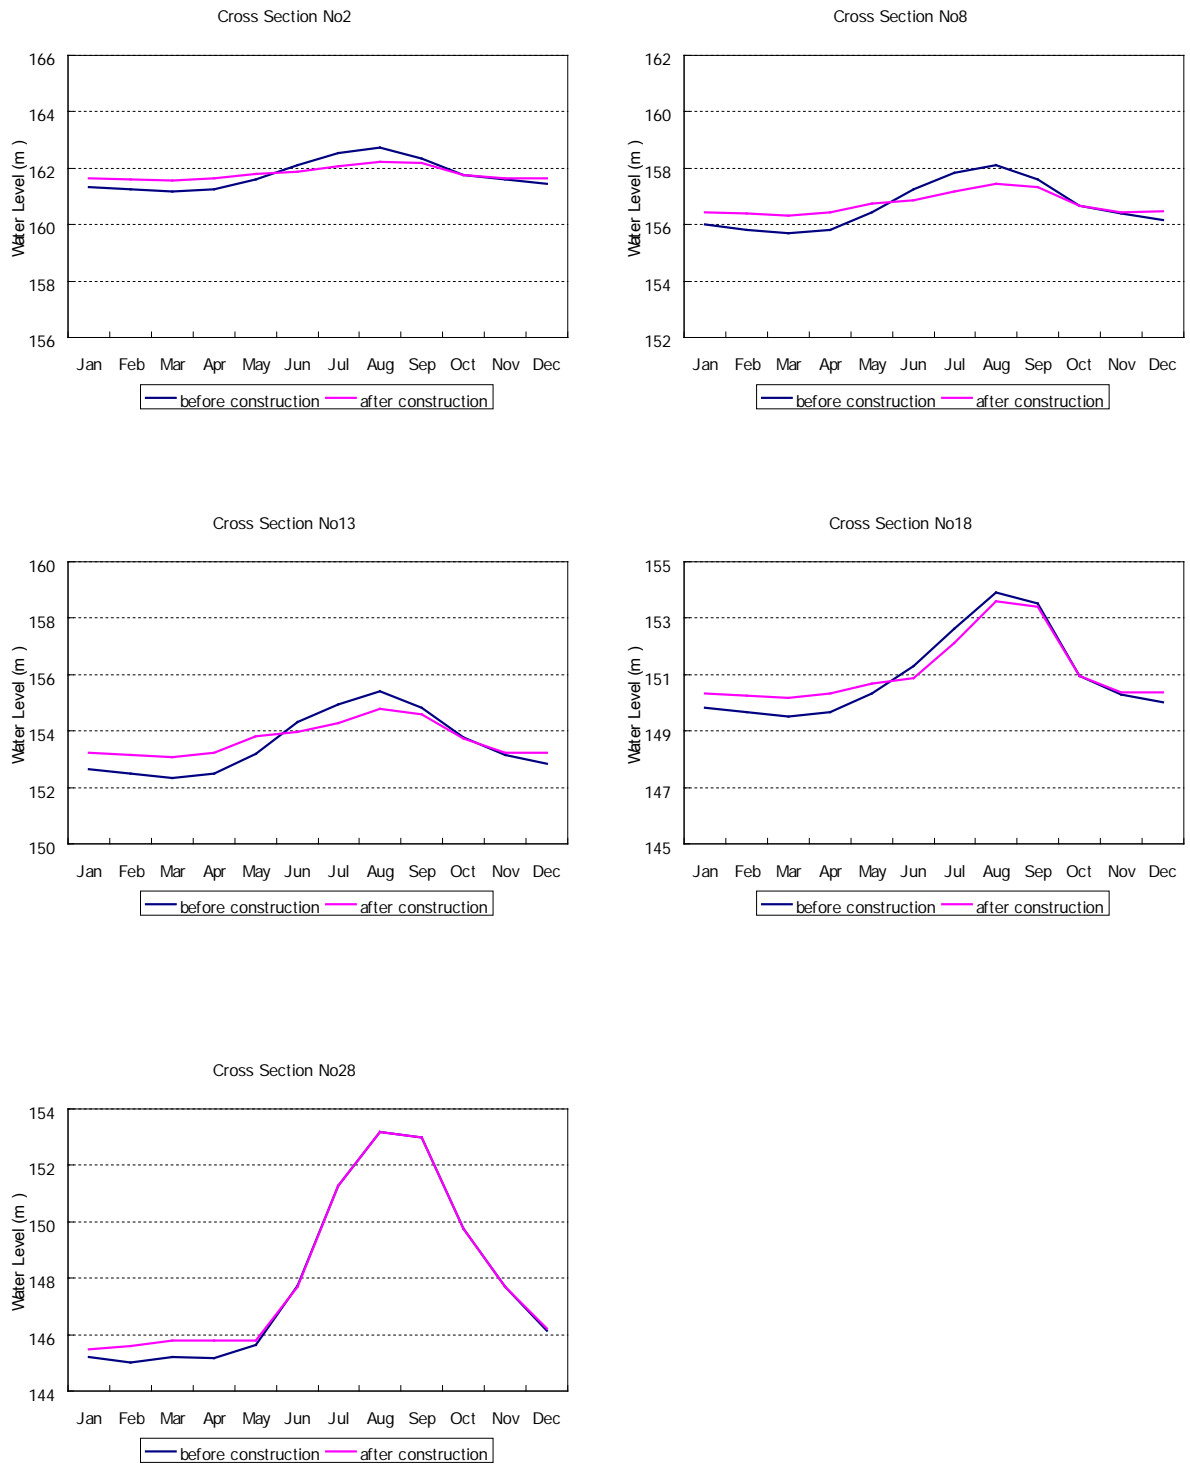 Cross Section No2
166
164
162
160
158
156
Water Level (m)
Jan Feb Mar Apr May Jun Jul Aug Sep Oct Nov Dec
before construction after construction
Cross Section No8
162
160
158
156
154
152
Water Level (m)
Jan Feb Mar Apr May Jun Jul Aug Sep Oct Nov Dec
before construction after construction
Cross Section No13
160
158
156
154
152
150
Water Level (m)
Jan Feb Mar Apr May Jun Jul Aug Sep Oct Nov Dec
before construction after construction
Cross Section No18
155
153
151
149
147
145
Water Level (m)
Jan Feb Mar Apr May Jun Jul Aug Sep Oct Nov Dec
before construction after construction
Cross Section No28
154
152
150
148
146
144
Water Level (m)
Jan Feb Mar Apr May Jun Jul Aug Sep Oct Nov Dec
before construction after construction